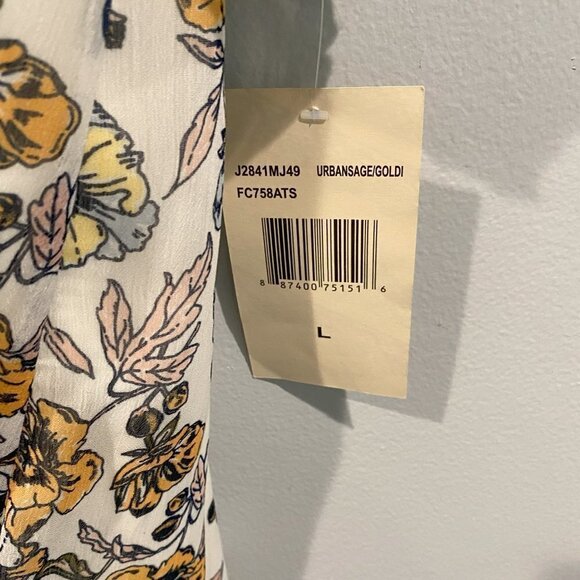 J2841MJ49 URBANSAGE/GOLDI
FC758ATS
8 87400 75151 6
L